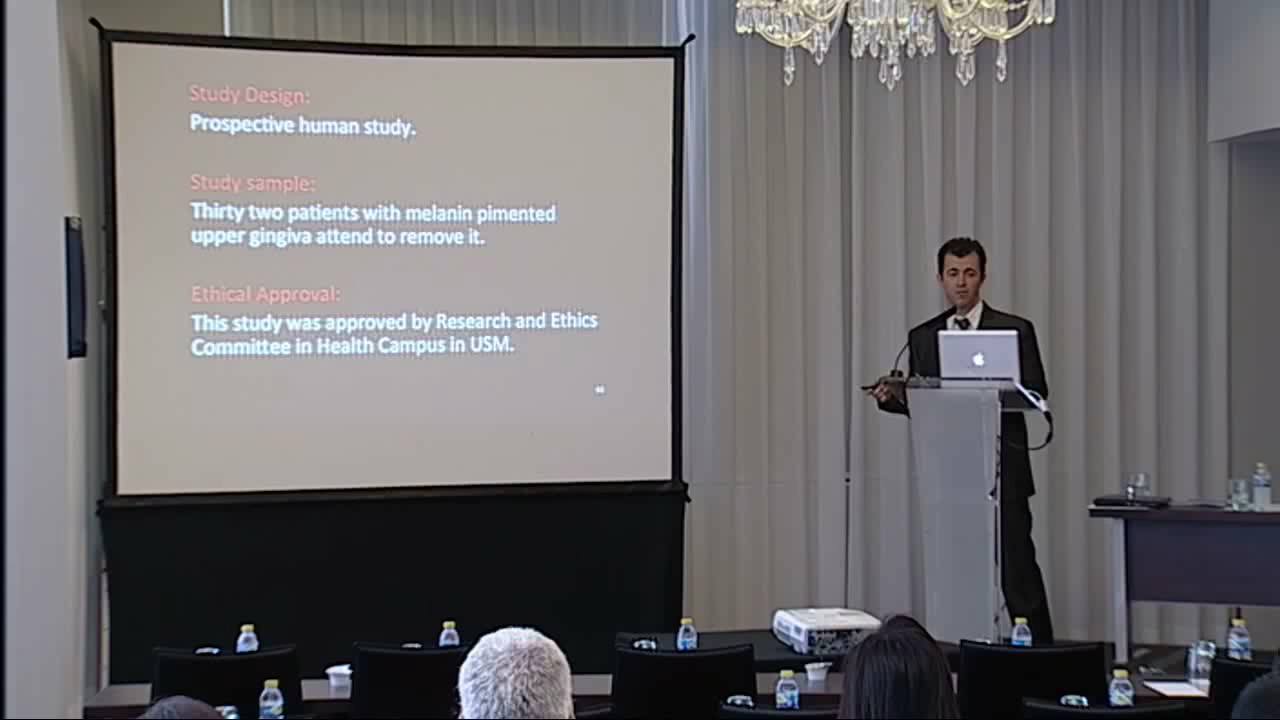 Study Design:
Prospective human study.
Study sample:
Thirty two patients with melanin pimented
upper gingiva attend to remove it.
Ethical Approval:
This study was approved by Research and Ethics
Committee in Health Campus in USM.